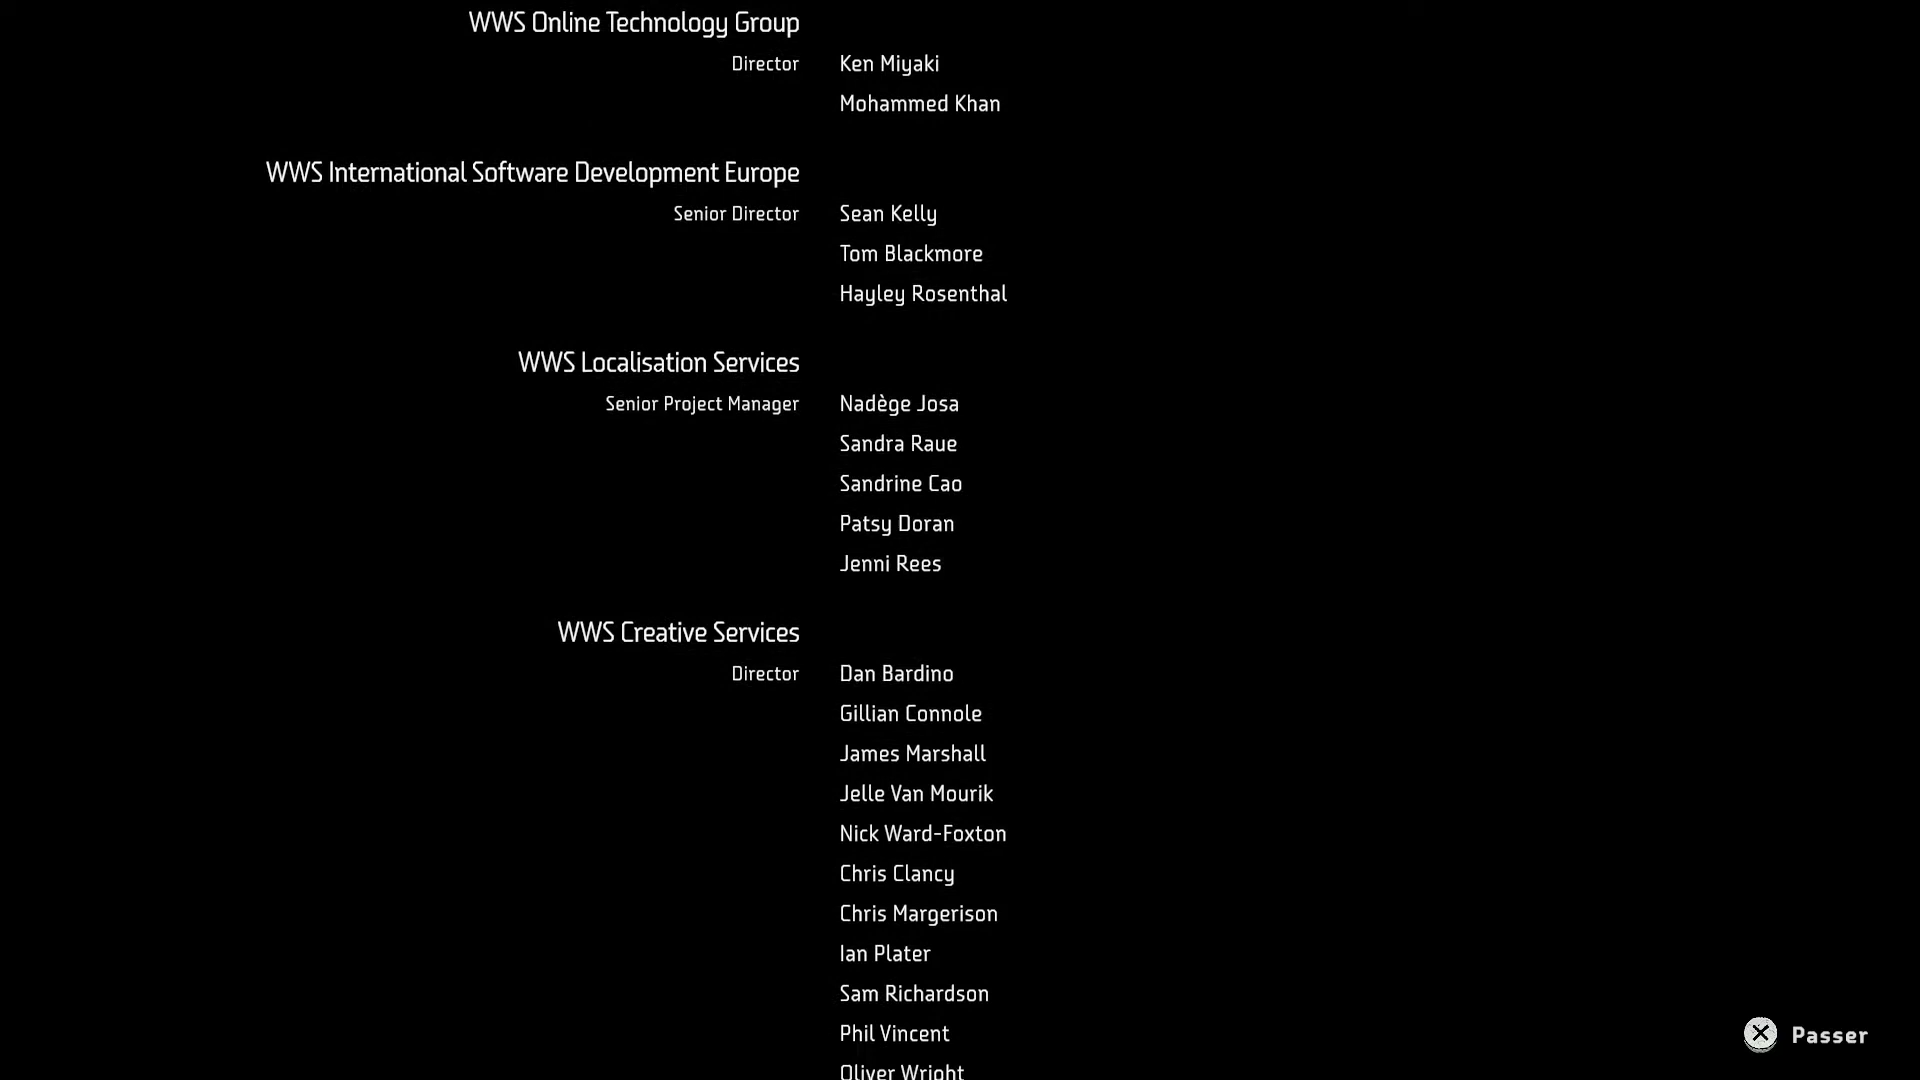 WWS Online Technology Group
Director Ken Miyaki
Mohammed Khan
WWS International Software Development Europe
Senior Director Sean Kelly
Tom Blackmore
Hayley Rosenthal
WWS Localisation Services
Senior Project Manager Nadège Josa
Sandra Raue
Sandrine Cao
Patsy Doran
Jenni Rees
WWS Creative Services
Director Dan Bardino
Gillian Connole
James Marshall
Jelle Van Mourik
Nick Ward-Foxton
Chris Clancy
Chris Margerison
Ian Plater
Sam Richardson
Phil Vincent
Oliver Wright
Passer